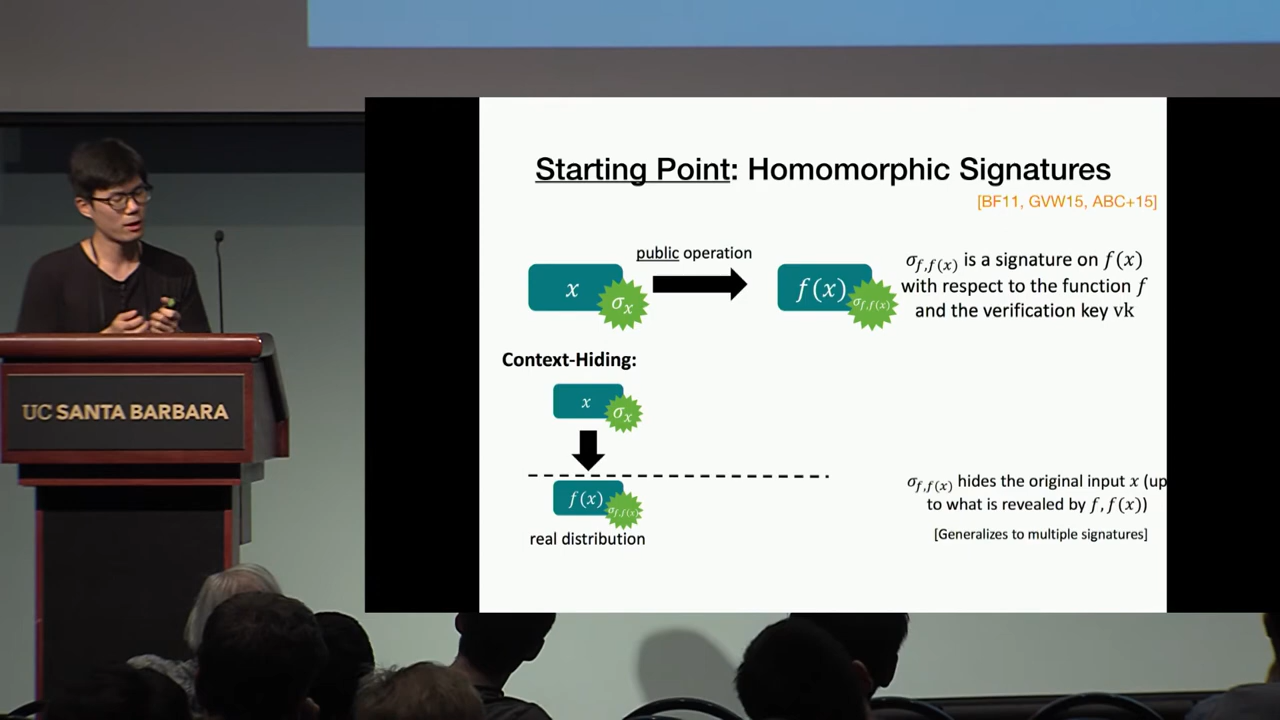 Starting Point: Homomorphic Signatures
[BF11, GVW15, ABC+15]
public operation
x
σx
f(x)
σf,f(x)
σf,f(x) is a signature on f(x)
with respect to the function f
and the verification key vk
Context-Hiding:
x
σx
f(x)
σf,f(x)
real distribution
σf,f(x) hides the original input x (up
to what is revealed by f, f(x))
[Generalizes to multiple signatures]
UC SANTA BARBARA